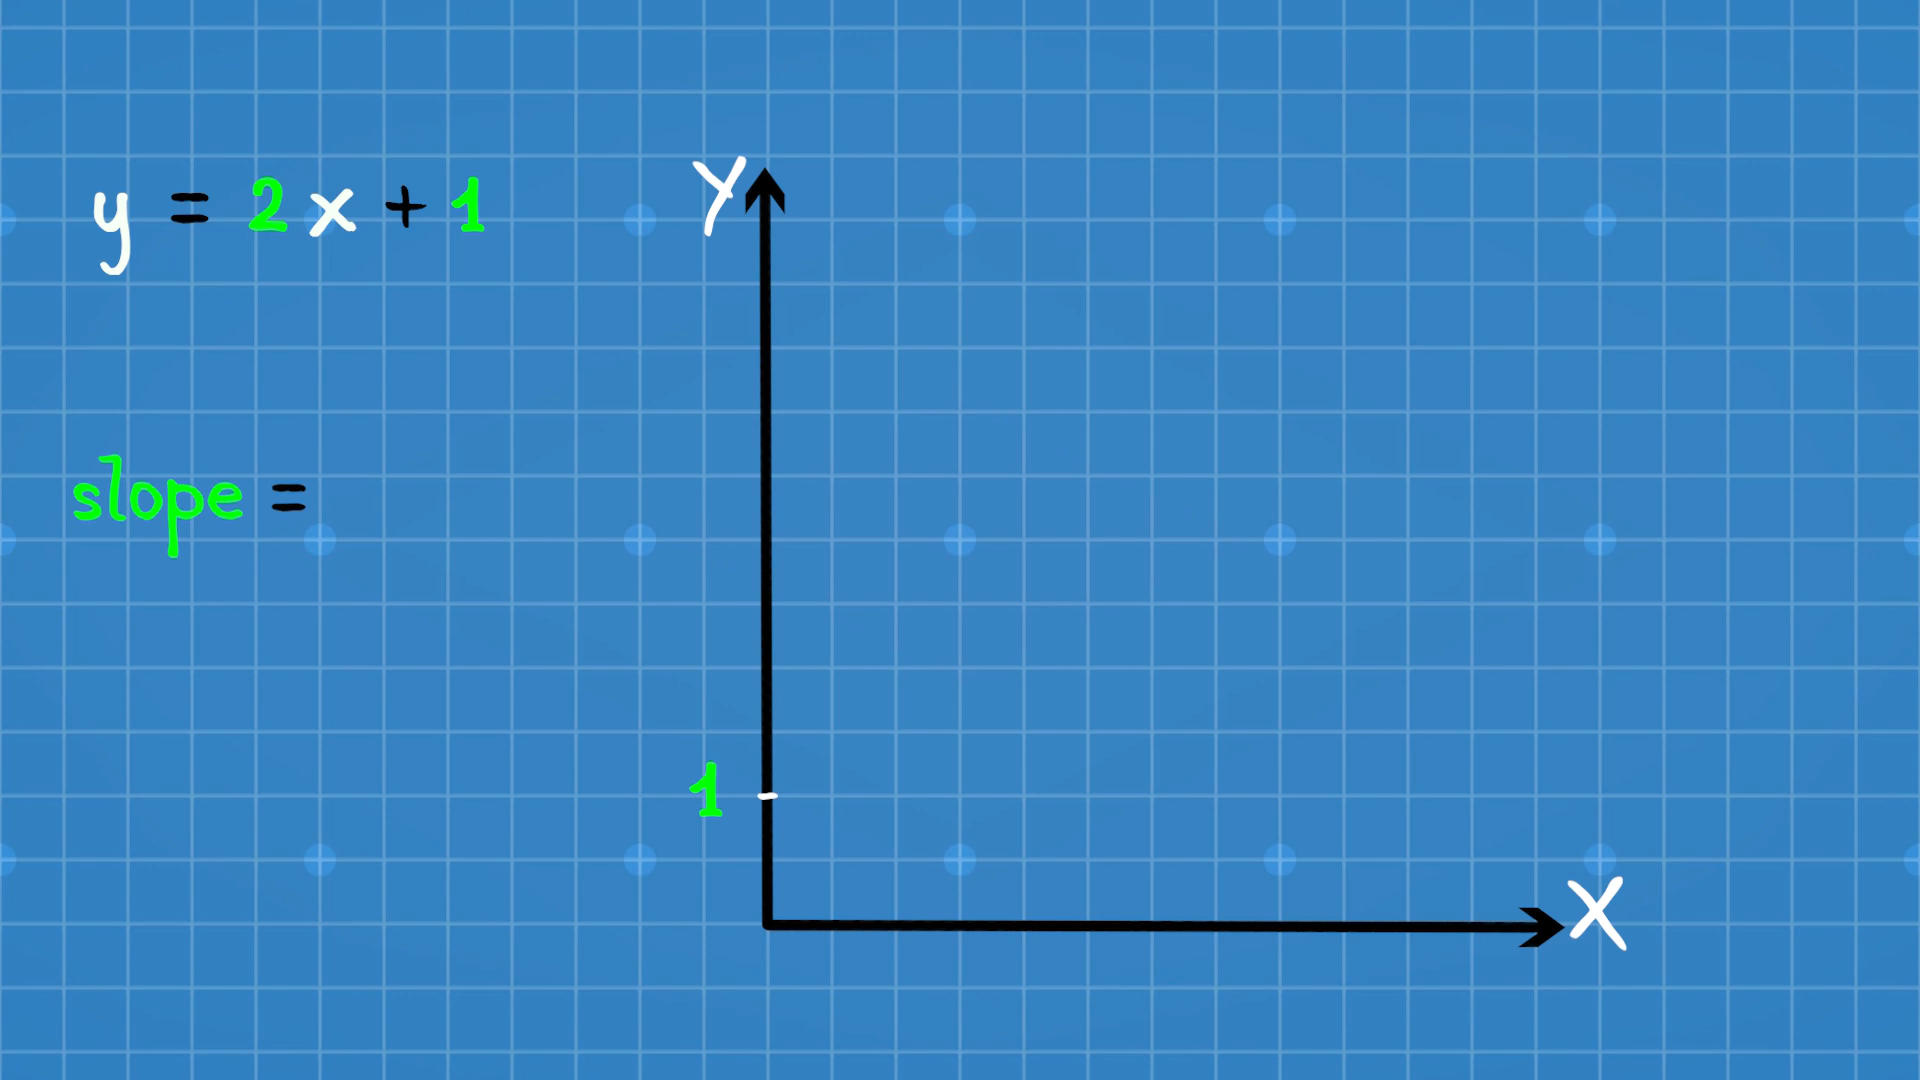 y = 2x + 1
Y
slope =
1
X